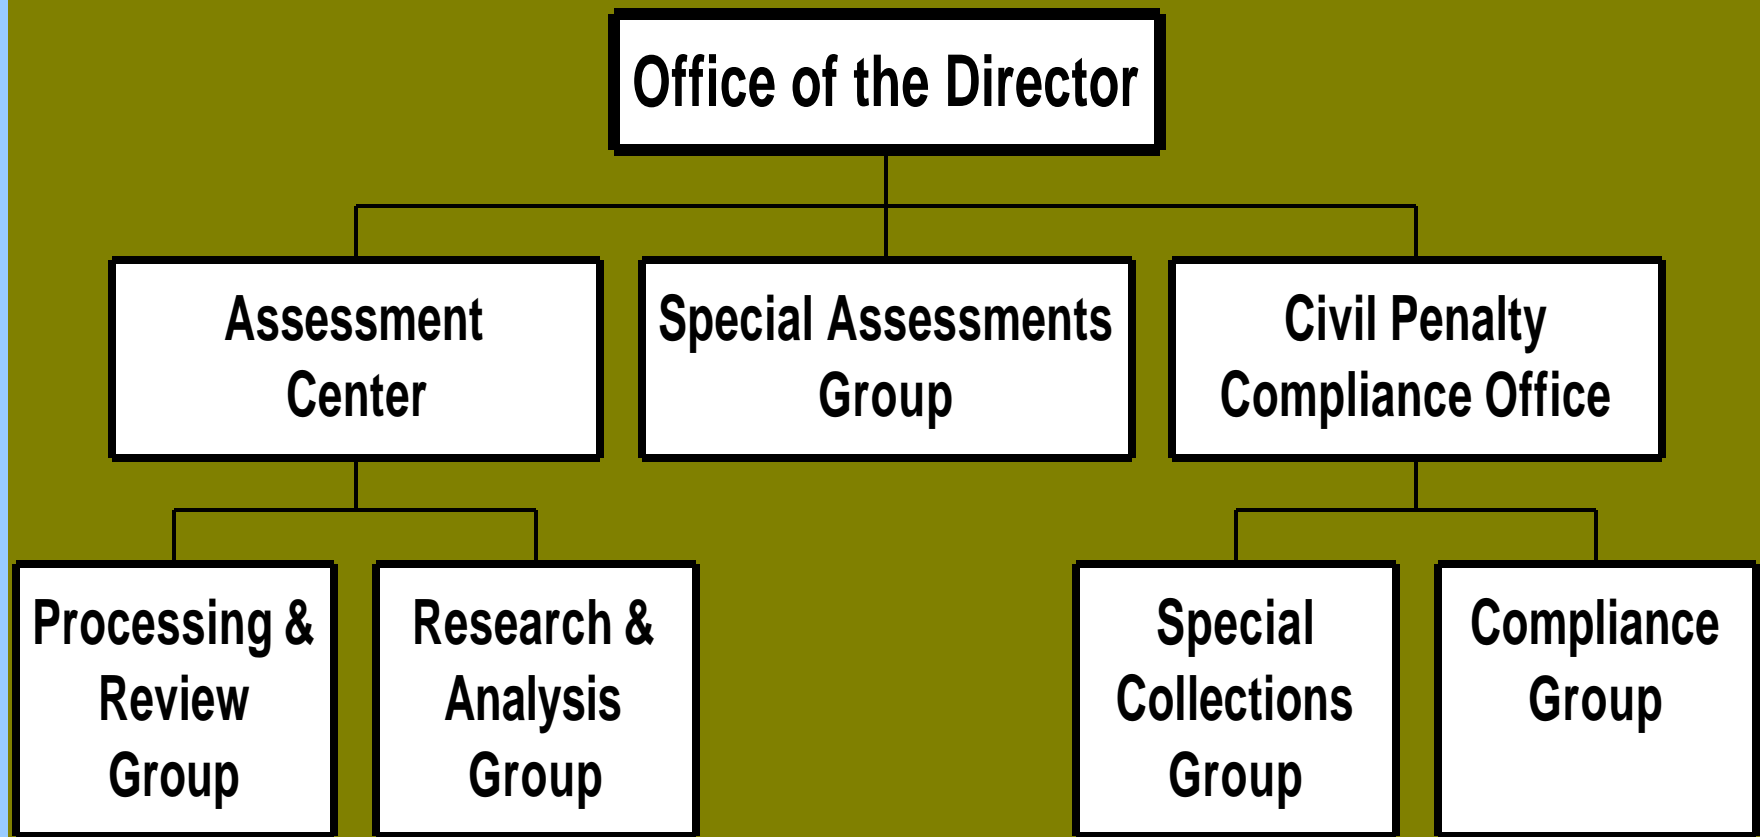 Office of the Director
Assessment
Center
Special Assessments
Group
Civil Penalty
Compliance Office
Processing &
Review
Group
Research &
Analysis
Group
Special
Collections
Group
Compliance
Group